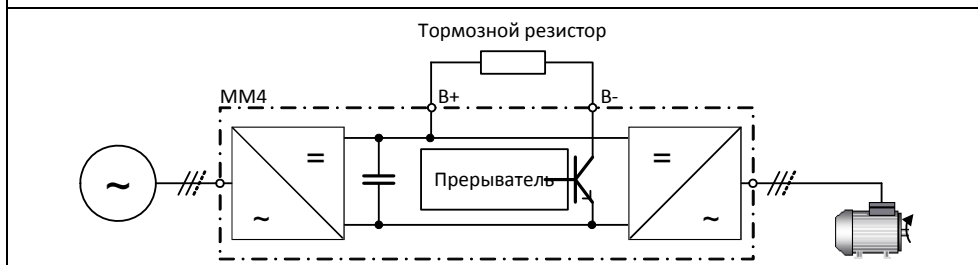 Тормозной резистор
MM4
B+
B-
=
=
Прерыватель
~
~
~